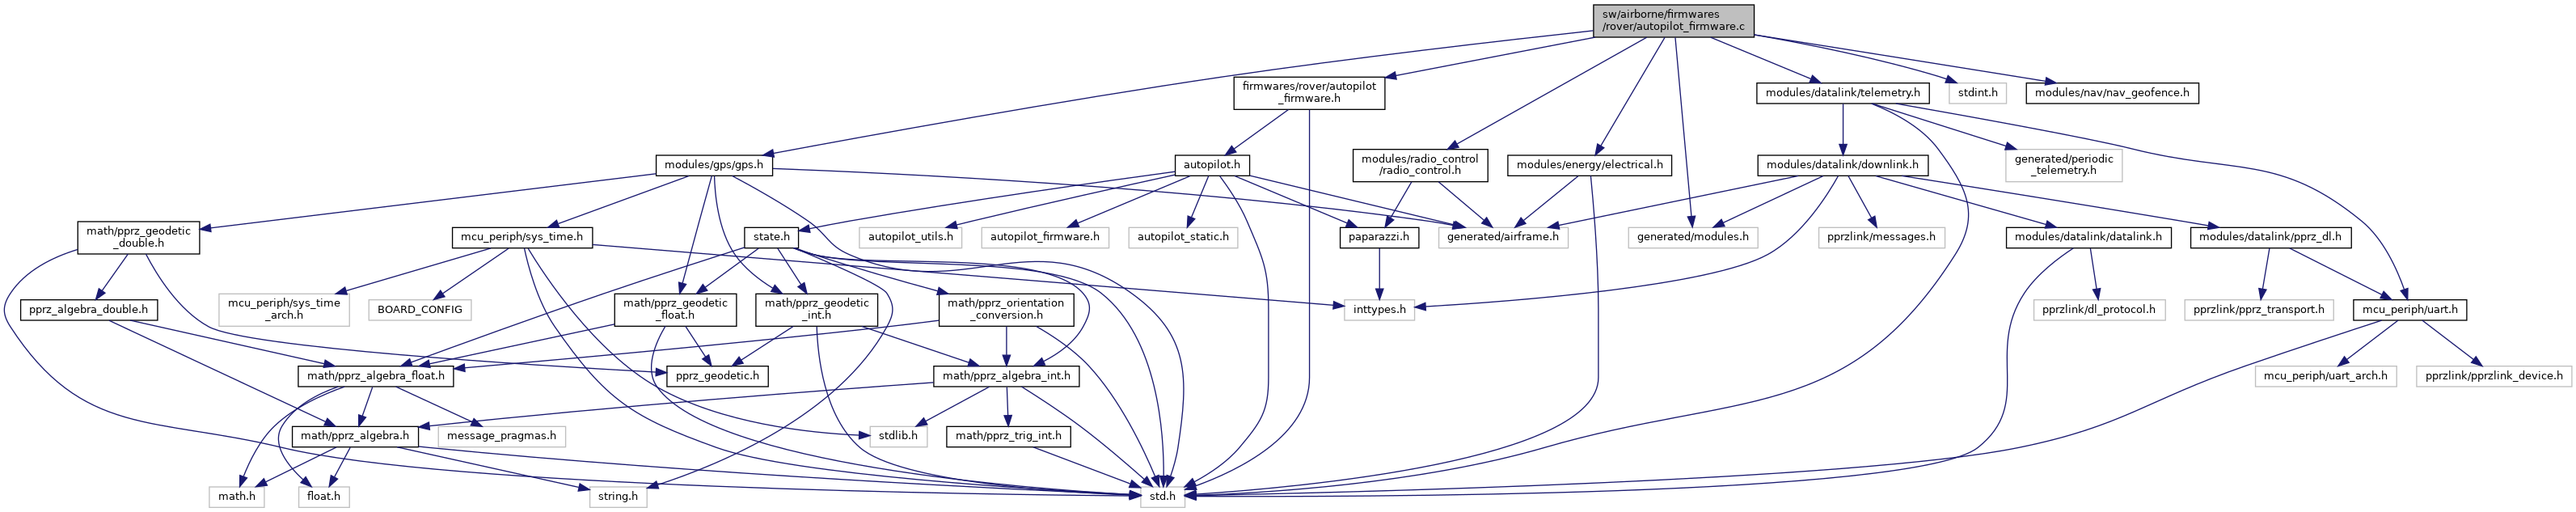 sw/airborne/firmwares
/rover/autopilot_firmware.c
firmwares/rover/autopilot
_firmware.h
modules/datalink/telemetry.h
stdint.h
modules/nav/nav_geofence.h
modules/gps/gps.h
autopilot.h
modules/radio_control
/radio_control.h
modules/energy/electrical.h
modules/datalink/downlink.h
generated/periodic
_telemetry.h
math/pprz_geodetic
_double.h
mcu_periph/sys_time.h
state.h
autopilot_utils.h
autopilot_firmware.h
autopilot_static.h
paparazzi.h
generated/airframe.h
generated/modules.h
pprzlink/messages.h
modules/datalink/datalink.h
modules/datalink/pprz_dl.h
pprz_algebra_double.h
mcu_periph/sys_time
_arch.h
BOARD_CONFIG
math/pprz_geodetic
_float.h
math/pprz_geodetic
_int.h
math/pprz_orientation
_conversion.h
inttypes.h
pprzlink/dl_protocol.h
pprzlink/pprz_transport.h
mcu_periph/uart.h
math/pprz_algebra_float.h
pprz_geodetic.h
math/pprz_algebra_int.h
mcu_periph/uart_arch.h
pprzlink/pprzlink_device.h
math/pprz_algebra.h
message_pragmas.h
stdlib.h
math/pprz_trig_int.h
math.h
float.h
string.h
std.h